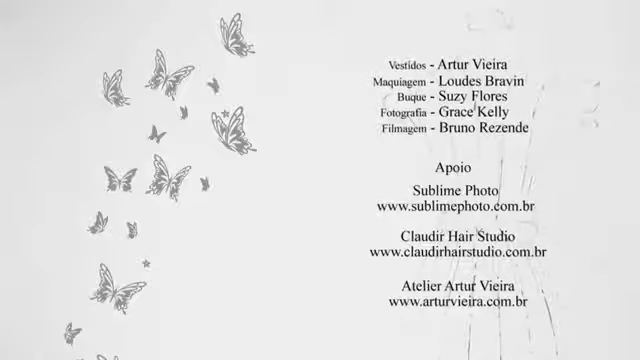 Vestidos - Artur Vieira
Maquiagem - Loudes Bravin
Buque - Suzy Flores
Fotografia - Grace Kelly
Filmagem - Bruno Rezende
Apoio
Sublime Photo
www.sublimephoto.com.br
Claudir Hair Studio
www.claudirhairstudio.com.br
Atelier Artur Vieira
www.arturvieira.com.br